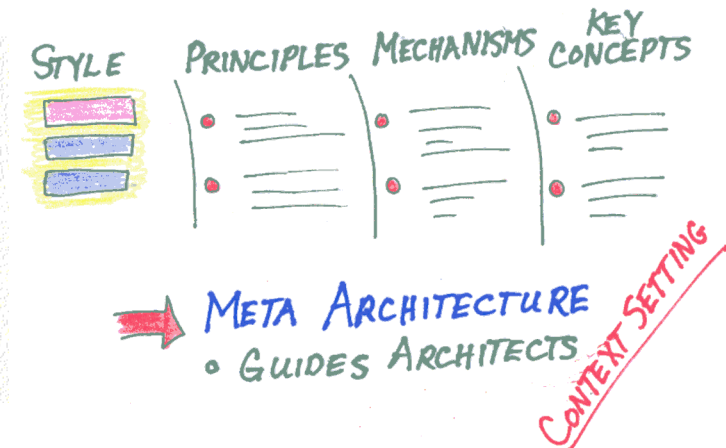 STYLE
PRINCIPLES
MECHANISMS
KEY
CONCEPTS
META ARCHITECTURE
• GUIDES ARCHITECTS
CONTEXT SETTING